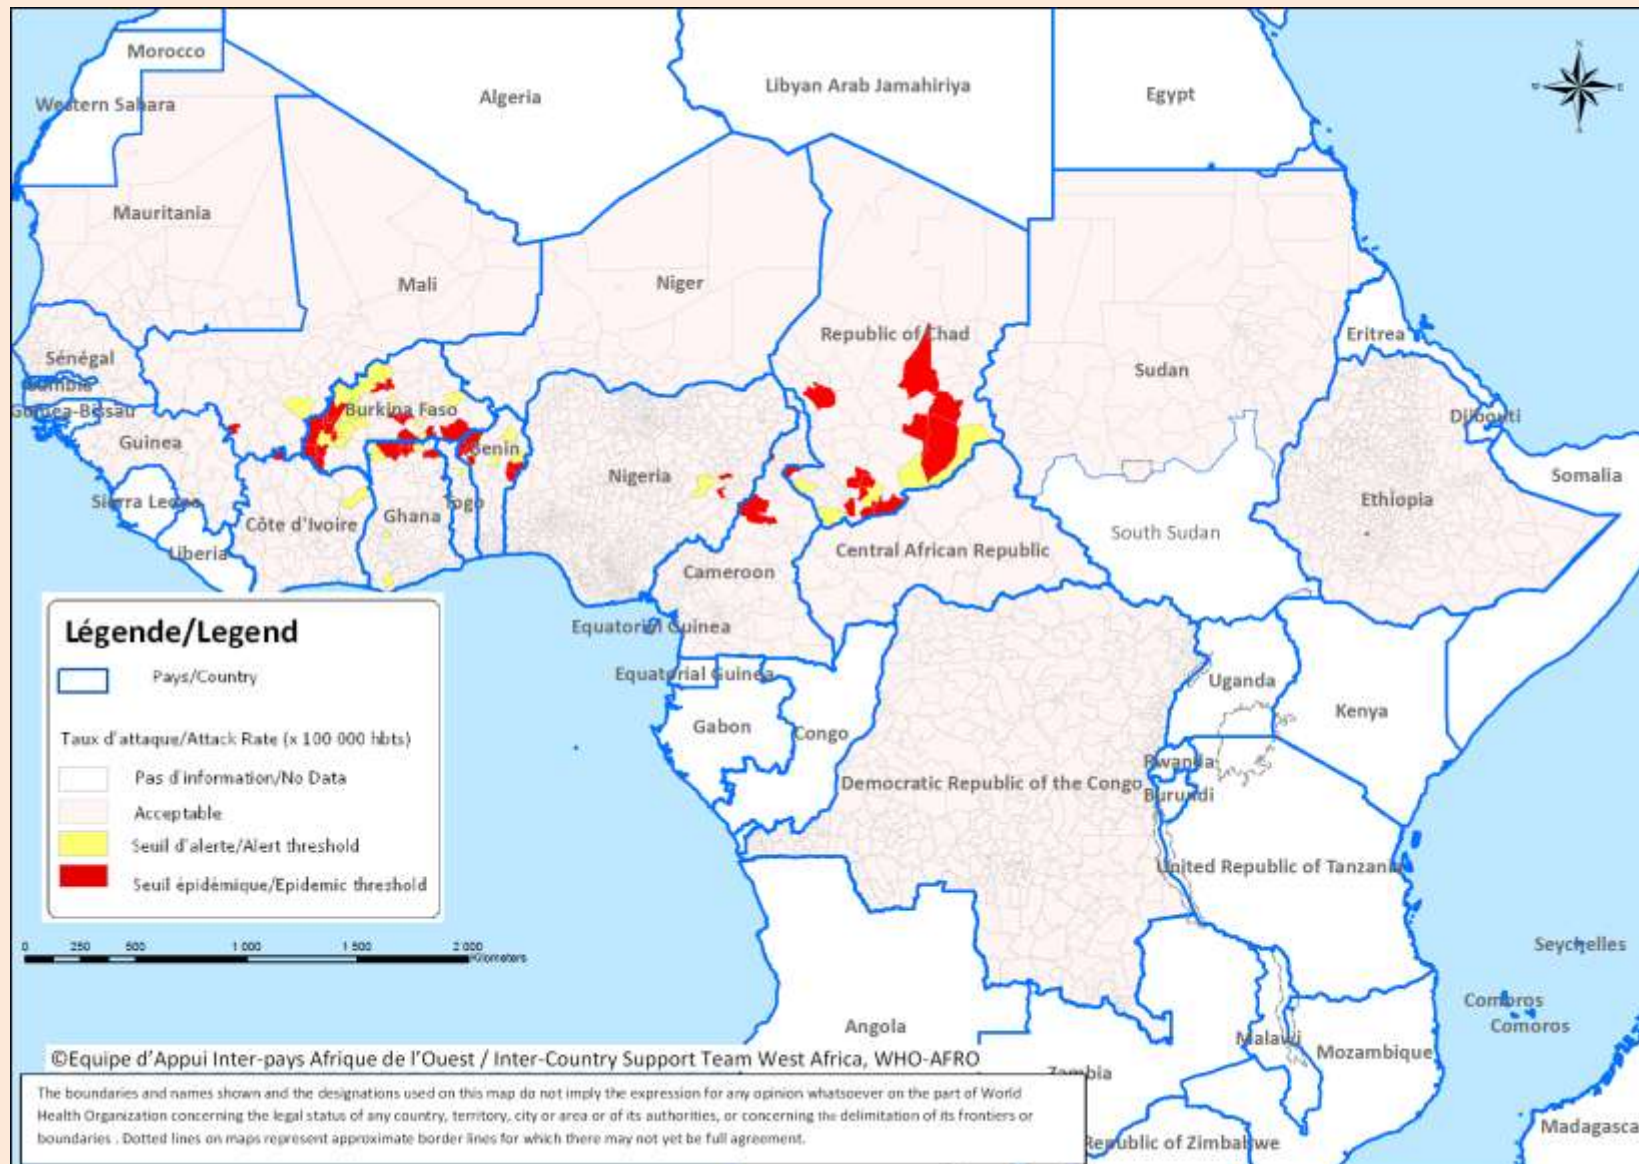 Morocco
Western Sahara
Algeria
Libyan Arab Jamahiriya
Egypt
N
E
S
Mauritania
Mali
Niger
Republic of Chad
Sudan
Eritrea
Sénégal
Gambia
Guinea-Bissau
Burkina Faso
Djibouti
Guinea
Benin
Nigeria
Somalia
Ethiopia
Sierra Leone
Côte d'Ivoire
Ghana
Togo
Liberia
South Sudan
Central African Republic
Cameroon
Equatorial Guinea
Equatorial Guinea
Gabon
Congo
Uganda
Kenya
Rwanda
Burundi
Democratic Republic of the Congo
United Republic of Tanzania
Seychelles
Comoros
Comoros
Angola
Malawi
Mozambique
Zambia
Republic of Zimbabwe
Madagasca
Légende/Legend
Pays/Country
Taux d'attaque/Attack Rate (x 100 000 hbts)
Pas d'information/No Data
Acceptable
Seuil d'alerte/Alert threshold
Seuil épidémique/Epidemic threshold
0 250 500 1 000 1 500 2 000
Kilometers
©Equipe d'Appui Inter-pays Afrique de l'Ouest / Inter-Country Support Team West Africa, WHO-AFRO
The boundaries and names shown and the designations used on this map do not imply the expression for any opinion whatsoever on the part of World
Health Organization concerning the legal status of any country, territory, city or area or of its authorities, or concerning the delimitation of its frontiers or
boundaries . Dotted lines on maps represent approximate border lines for which there may not yet be full agreement.